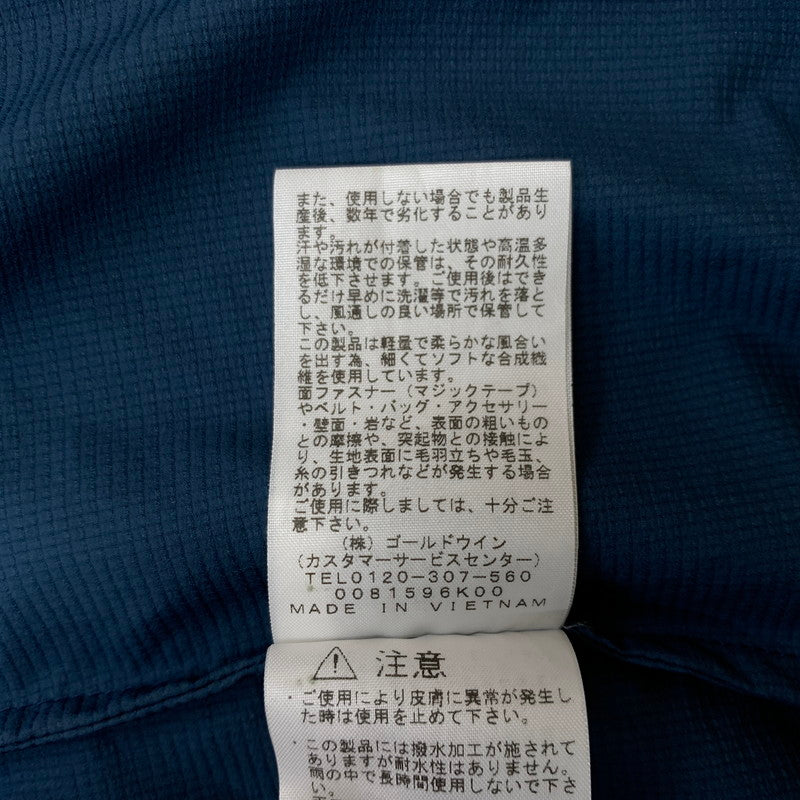 また、使用しない場合でも製品生
産後、数年で劣化することがあり
ます。
汗や汚れが付着した状態や高温多
湿な環境での保管は、その耐久性
を低下させます。ご使用後はでき
るだけ早めに洗濯等で汚れを落と
し、風通しの良い場所で保管して
下さい。
この製品は軽量で柔らかな風合い
を出す為、細くてソフトな合成繊
維を使用しています。
面ファスナー（マジックテープ）
やベルト・バッグ・アクセサリー
・壁面・岩など、表面の粗いもの
との摩擦や、突起物との接触によ
り、生地表面に毛羽立ちや毛玉、
糸の引きつれなどが発生する場合
があります。
ご使用に際しましては、十分ご注
意下さい。
（株）ゴールドウイン
（カスタマーサービスセンター）
TEL0120-307-560
0081596K00
MADE IN VIETNAM
⚠ 注意
・ご使用により皮膚に異常が発生し
た時は使用を止めて下さい。
・この製品には撥水加工が施されて
ありますが耐水性はありません。
雨の中で長時間使用しないで下さ